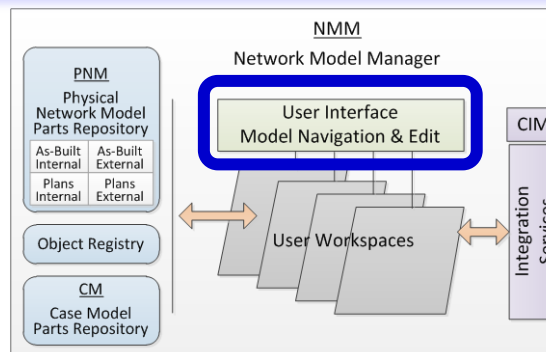 NMM
Network Model Manager
PNM
Physical
Network Model
Parts Repository
As-Built
Internal
As-Built
External
Plans
Internal
Plans
External
Object Registry
CM
Case Model
Parts Repository
User Interface
Model Navigation & Edit
User Workspaces
CIM
Integration
Services